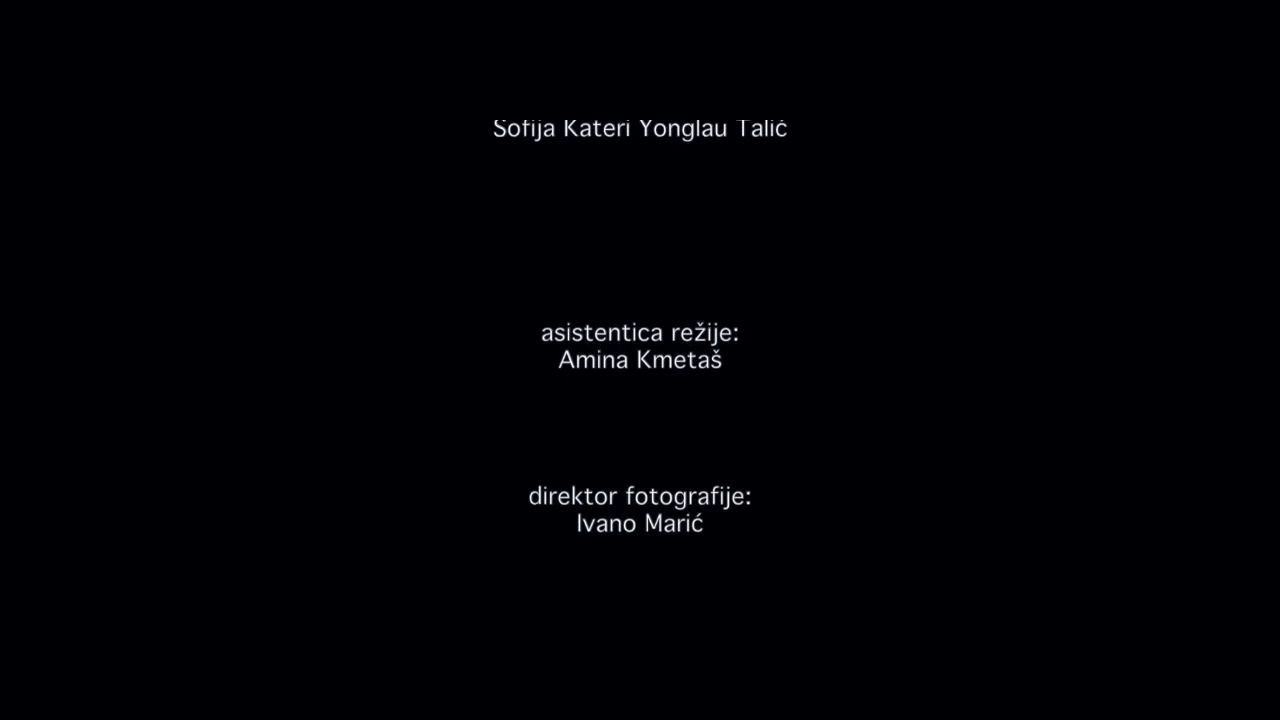 Sofija Kateri Yonglau Talić
asistentica režije:
Amina Kmetaš
direktor fotografije:
Ivano Marić